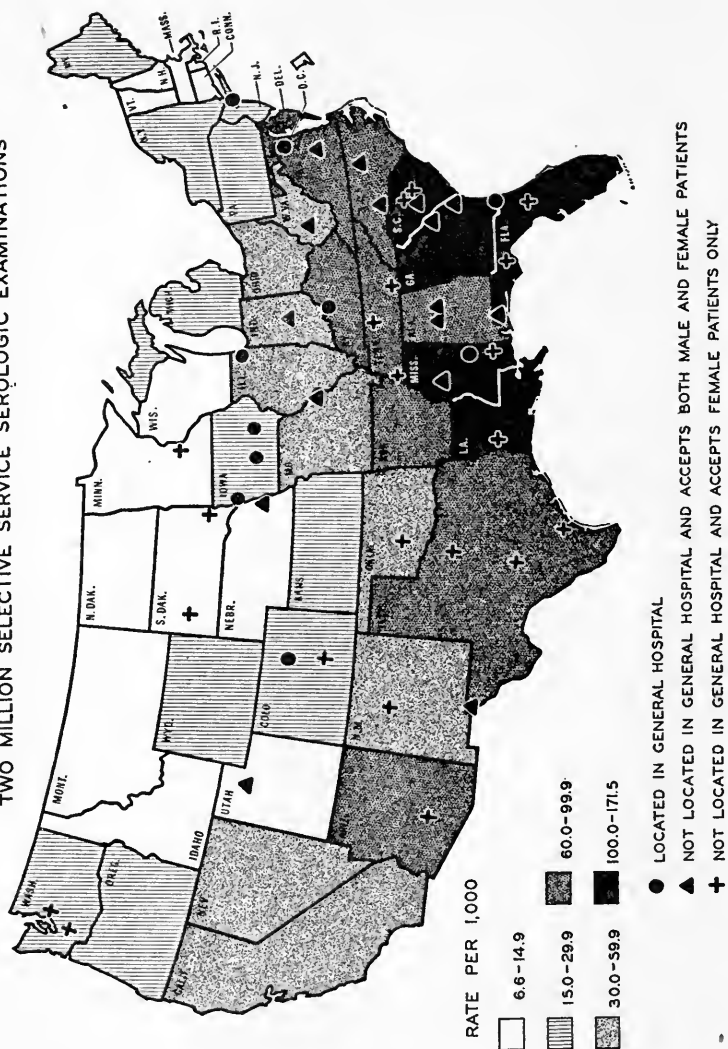 TWO MILLION SELECTIVE SERVICE SEROLOGIC EXAMINATIONS
WASH.
OREG.
CALIF.
NEV.
IDAHO
MONT.
WYO.
UTAH
COLO.
ARIZ.
N.M.
N. DAK.
S. DAK.
NEBR.
KANS.
OKLA.
TEX.
MINN.
WIS.
IOWA
MO.
ARK.
LA.
ILL.
MICH.
IND.
OHIO
KY.
TENN.
MISS.
ALA.
GA.
FLA.
S.C.
W.VA.
PA.
N.Y.
VT.
N.H.
ME.
MASS.
R.I.
CONN.
N.J.
DEL.
D.C.
RATE PER 1,000
6.6-14.9
15.0-29.9
30.0-59.9
60.0-99.9
100.0-171.5
LOCATED IN GENERAL HOSPITAL
NOT LOCATED IN GENERAL HOSPITAL AND ACCEPTS BOTH MALE AND FEMALE PATIENTS
NOT LOCATED IN GENERAL HOSPITAL AND ACCEPTS FEMALE PATIENTS ONLY